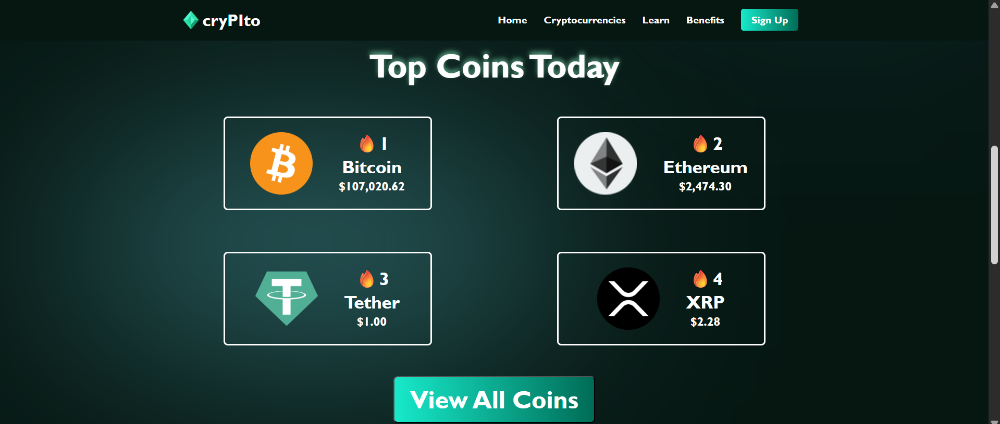 cryPIto
Home Cryptocurrencies Learn Benefits Sign Up
Top Coins Today
1
Bitcoin
$107,020.62
2
Ethereum
$2,474.30
3
Tether
$1.00
4
XRP
$2.28
View All Coins